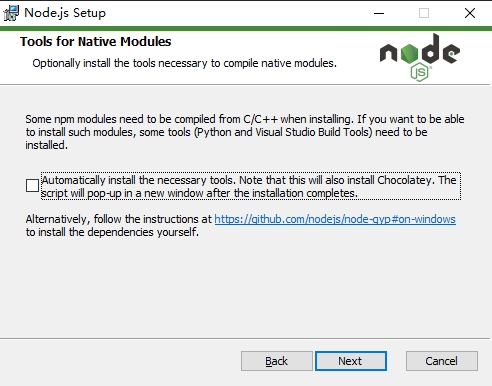 Node.js Setup
Tools for Native Modules
Optionally install the tools necessary to compile native modules.
node
JS
Some npm modules need to be compiled from C/C++ when installing. If you want to be able
to install such modules, some tools (Python and Visual Studio Build Tools) need to be
installed.
Automatically install the necessary tools. Note that this will also install Chocolatey. The
script will pop-up in a new window after the installation completes.
Alternatively, follow the instructions at https://github.com/nodejs/node-gyp#on-windows
to install the dependencies yourself.
Back Next Cancel